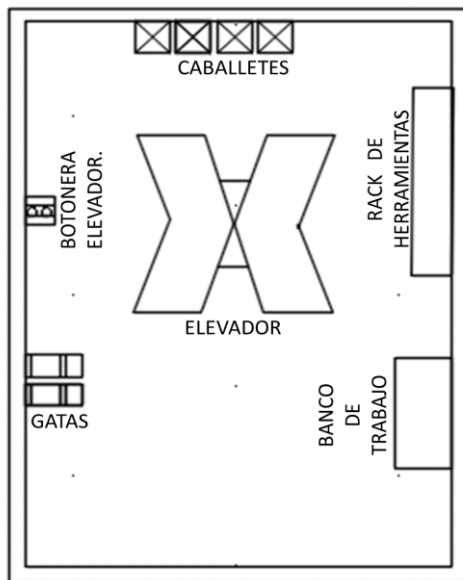 CABALLETES
BOTONERA
ELEVADOR.
RACK DE
HERRAMIENTAS
ELEVADOR
GATAS
BANCO
DE
TRABAJO